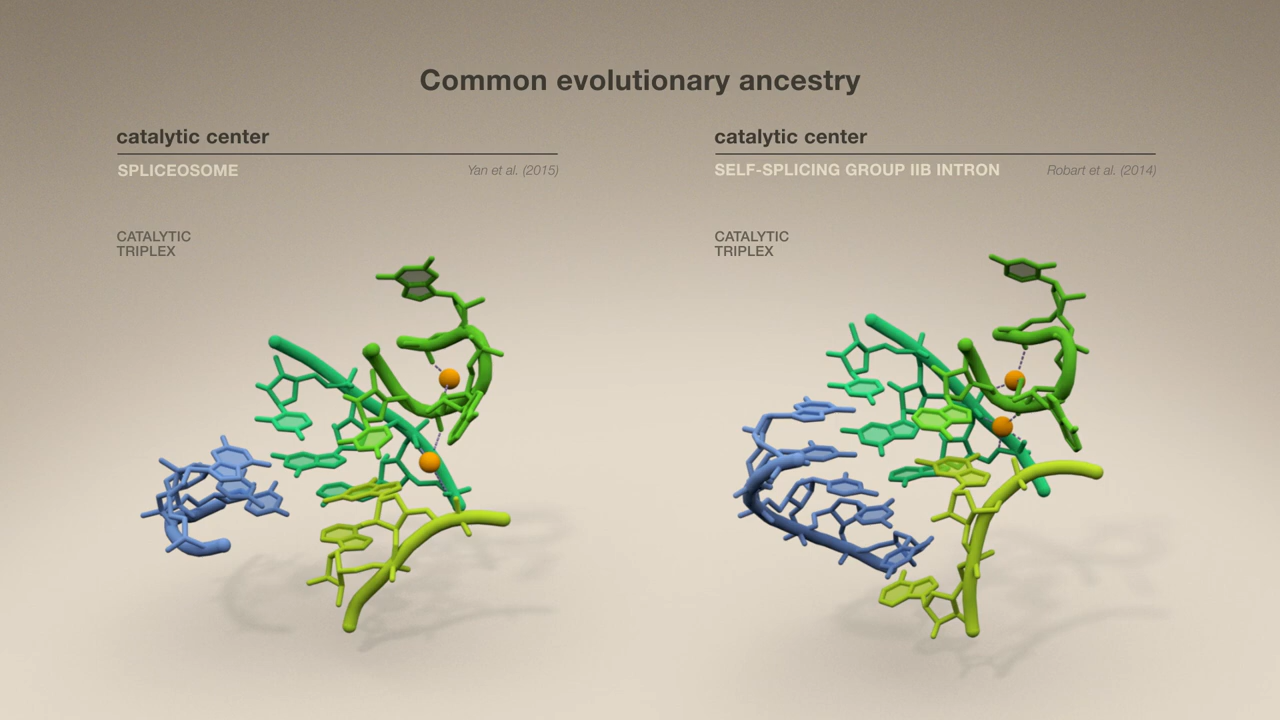 Common evolutionary ancestry
catalytic center
SPLICEOSOME
Yan et al. (2015)
CATALYTIC
TRIPLEX
catalytic center
SELF-SPLICING GROUP IIB INTRON
Robart et al. (2014)
CATALYTIC
TRIPLEX